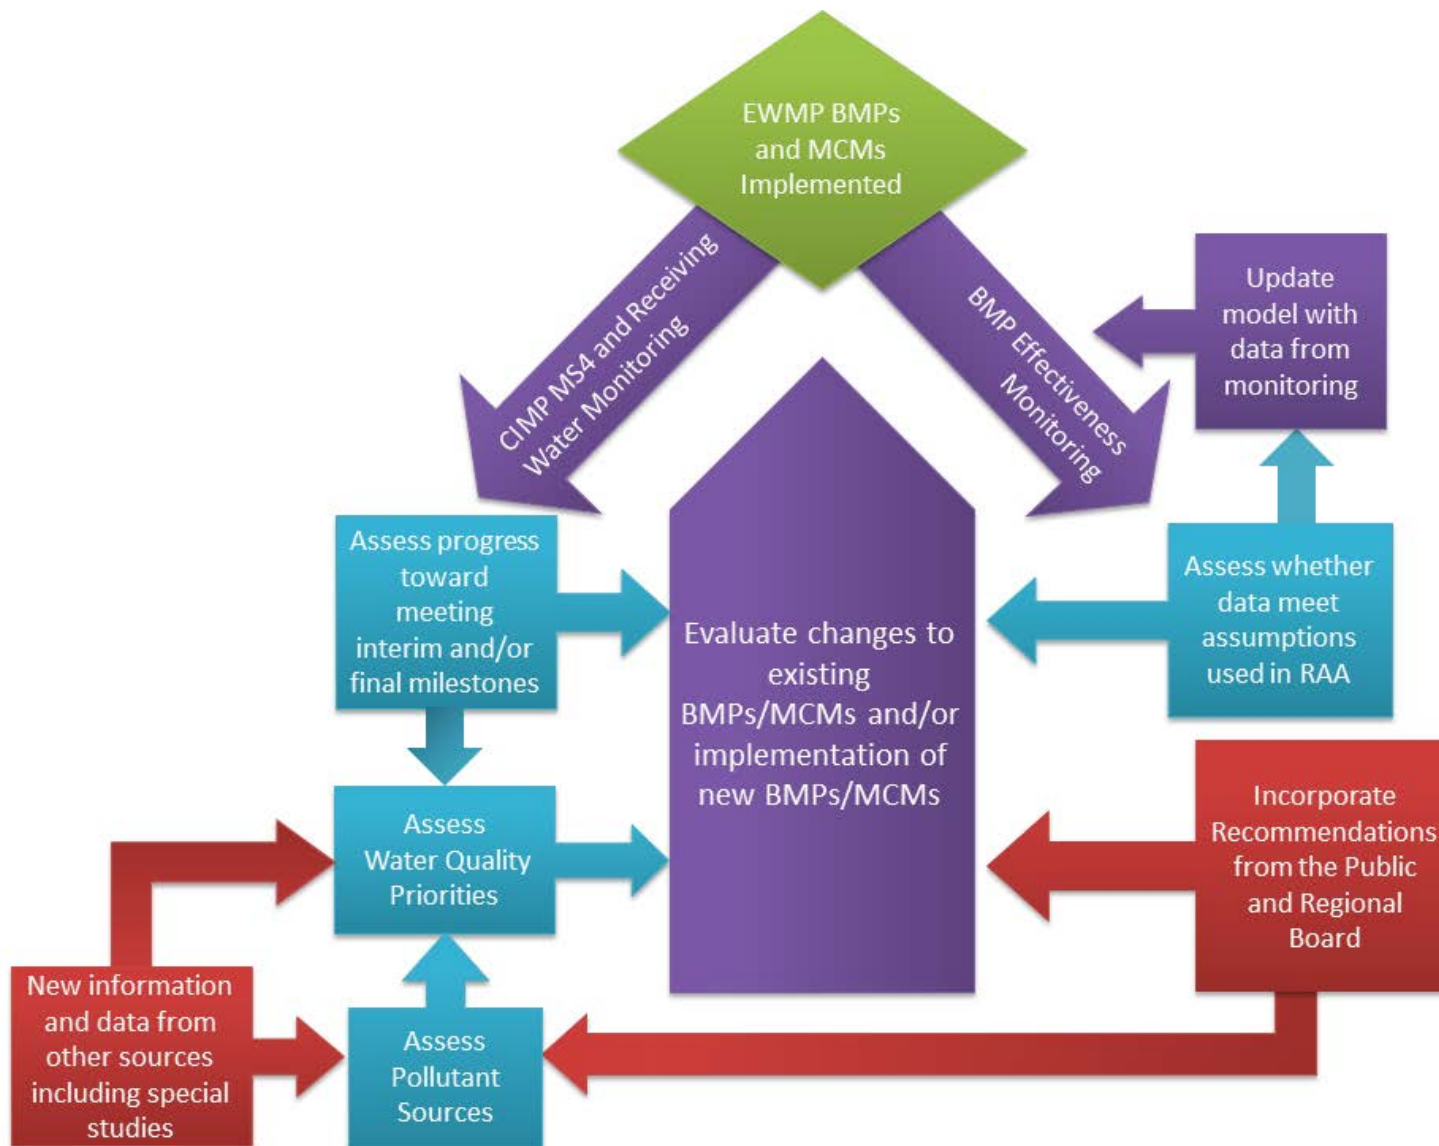 EWMP BMPs
and MCMs
Implemented
CIMP MS4 and Receiving
Water Monitoring
BMP Effectiveness
Monitoring
Update
model with
data from
monitoring
Assess progress
toward
meeting
interim and/or
final milestones
Evaluate changes to
existing
BMPs/MCMs and/or
implementation of
new BMPs/MCMs
Assess whether
data meet
assumptions
used in RAA
Assess
Water Quality
Priorities
Incorporate
Recommendations
from the Public
and Regional
Board
New information
and data from
other sources
including special
studies
Assess
Pollutant
Sources